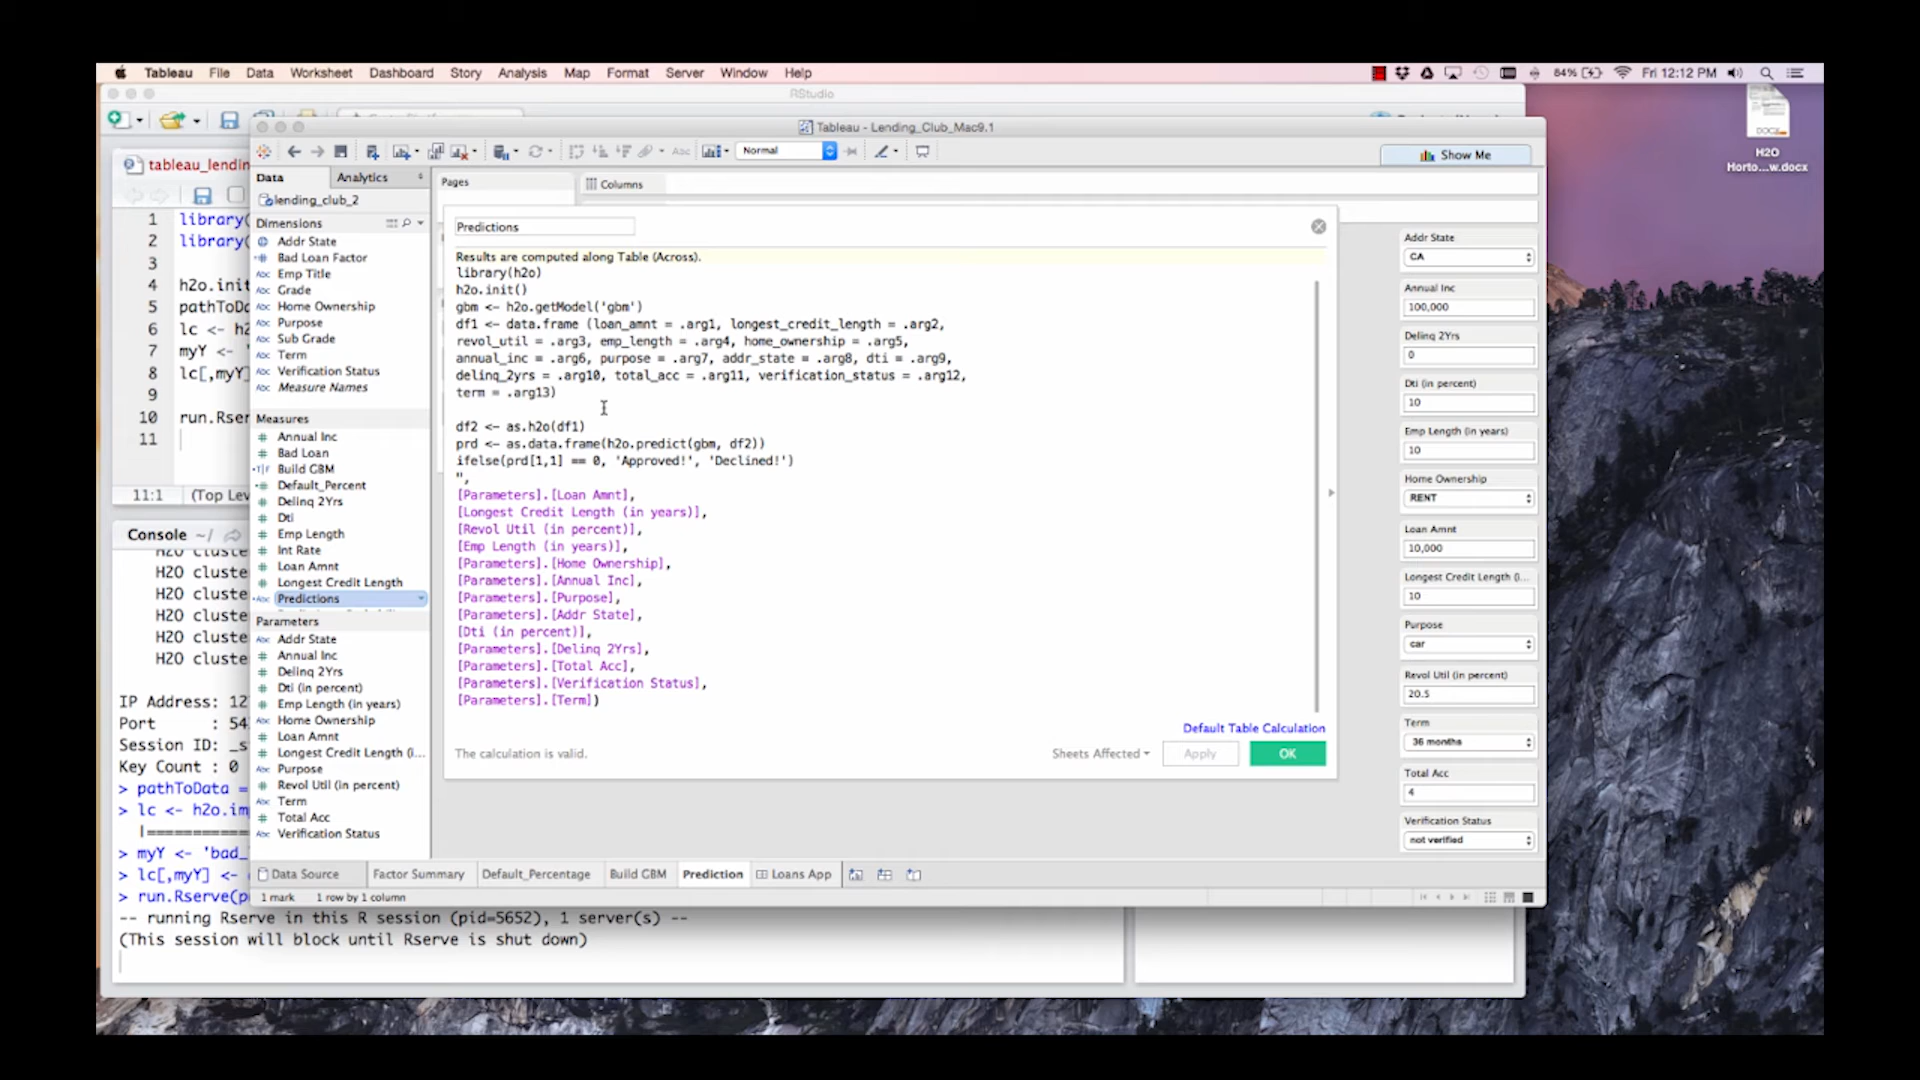 Tableau File Data Worksheet Dashboard Story Analysis Map Format Server Window Help
84% Fri 12:12 PM
RStudio
Tableau - Lending_Club_Mac9.1
DOCX
H2O
Horto...w.docx
Normal
Show Me
tableau_lendin
Data Analytics
Pages
Columns
lending_club_2
Dimensions
Addr State
Bad Loan Factor
Emp Title
Grade
Home Ownership
Purpose
Sub Grade
Term
Verification Status
Measure Names
Measures
Annual Inc
Bad Loan
Build GBM
Default_Percent
Delinq 2Yrs
Dti
Emp Length
Int Rate
Loan Amnt
Longest Credit Length
Predictions
Parameters
Addr State
Annual Inc
Delinq 2Yrs
Dti (in percent)
Emp Length (in years)
Home Ownership
Loan Amnt
Longest Credit Length (i...
Purpose
Revol Util (in percent)
Term
Total Acc
Verification Status
1 library(
2 library(
3
4 h2o.init
5 pathToDa
6 lc <- h2
7 myY <- '
8 lc[,myY]
9
10 run.Rser
11
11:1 (Top Lev
Console ~/
H2O cluste
H2O cluste
H2O cluste
H2O cluste
H2O cluste
H2O cluste
IP Address: 12
Port : 54
Session ID: _s
Key Count : 0
> pathToData =
> lc <- h2o.im
|==========
> myY <- 'bad_
> lc[,myY] <-
> run.Rserve(p
-- running Rserve in this R session (pid=5652), 1 server(s) --
(This session will block until Rserve is shut down)
Predictions
Results are computed along Table (Across).
library(h2o)
h2o.init()
gbm <- h2o.getModel('gbm')
df1 <- data.frame (loan_amnt = .arg1, longest_credit_length = .arg2,
revol_util = .arg3, emp_length = .arg4, home_ownership = .arg5,
annual_inc = .arg6, purpose = .arg7, addr_state = .arg8, dti = .arg9,
delinq_2yrs = .arg10, total_acc = .arg11, verification_status = .arg12,
term = .arg13)
df2 <- as.h2o(df1)
prd <- as.data.frame(h2o.predict(gbm, df2))
ifelse(prd[1,1] == 0, 'Approved!', 'Declined!')
",
[Parameters].[Loan Amnt],
[Longest Credit Length (in years)],
[Revol Util (in percent)],
[Emp Length (in years)],
[Parameters].[Home Ownership],
[Parameters].[Annual Inc],
[Parameters].[Purpose],
[Parameters].[Addr State],
[Dti (in percent)],
[Parameters].[Delinq 2Yrs],
[Parameters].[Total Acc],
[Parameters].[Verification Status],
[Parameters].[Term])
Default Table Calculation
The calculation is valid.
Sheets Affected Apply OK
Addr State
CA
Annual Inc
100,000
Delinq 2Yrs
0
Dti (in percent)
10
Emp Length (in years)
10
Home Ownership
RENT
Loan Amnt
10,000
Longest Credit Length (i...
10
Purpose
car
Revol Util (in percent)
20.5
Term
36 months
Total Acc
4
Verification Status
not verified
Data Source Factor Summary Default_Percentage Build GBM Prediction Loans App
1 mark 1 row by 1 column